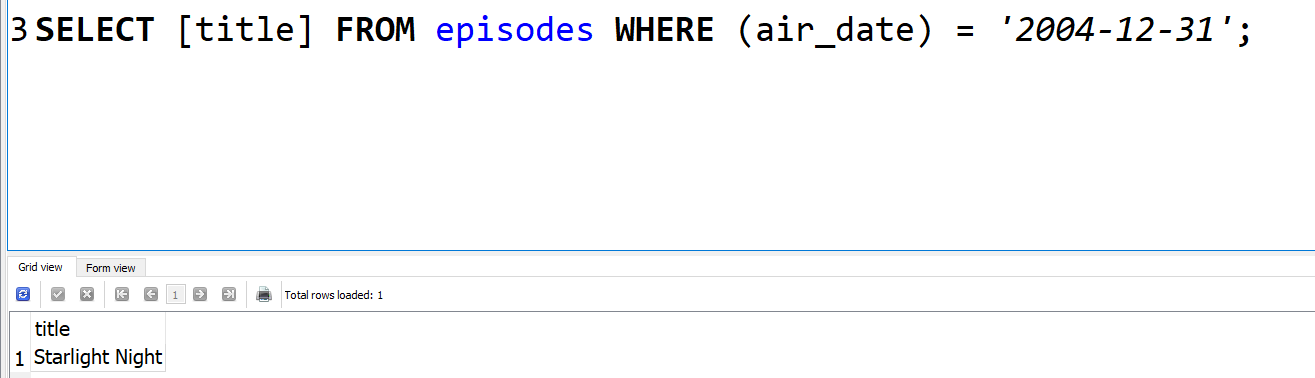 3 SELECT [title] FROM episodes WHERE (air_date) = '2004-12-31';
Grid view Form view
1 Total rows loaded: 1
title
1 Starlight Night